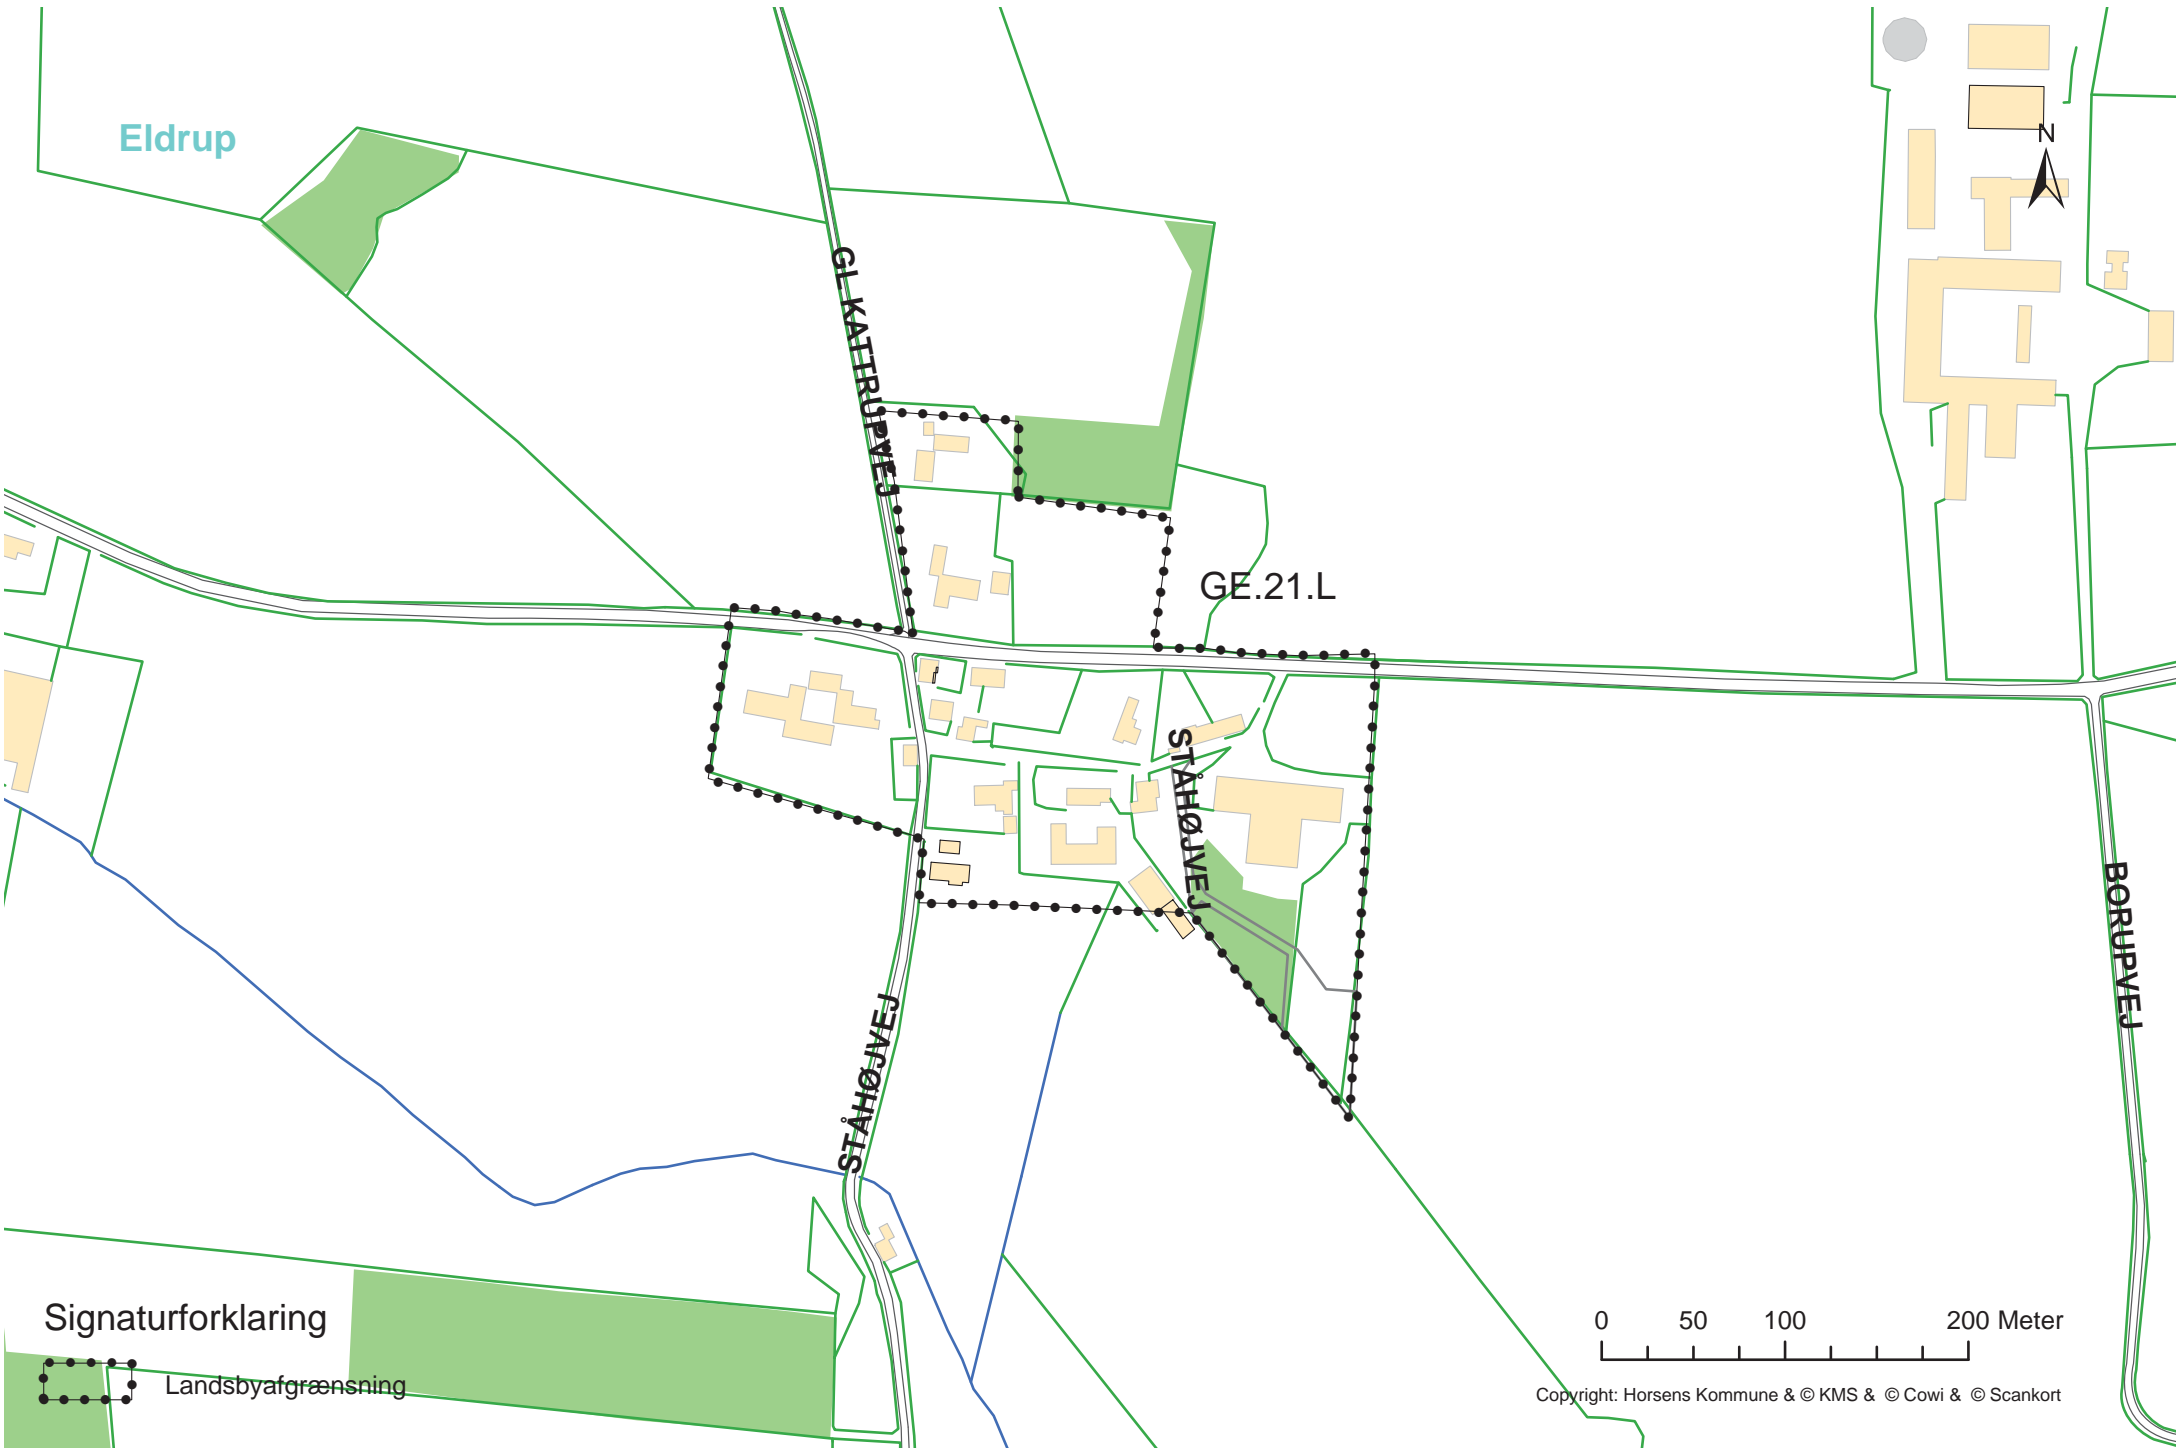 Eldrup
N
GL KATTRUPVEJ
GE.21.L
STÅHØJVEJ
BORUPVEJ
STÅHØJVEJ
Signaturforklaring
Landsbyafgrænsning
0 50 100 200 Meter
Copyright: Horsens Kommune & © KMS & © Cowi & © Scankort